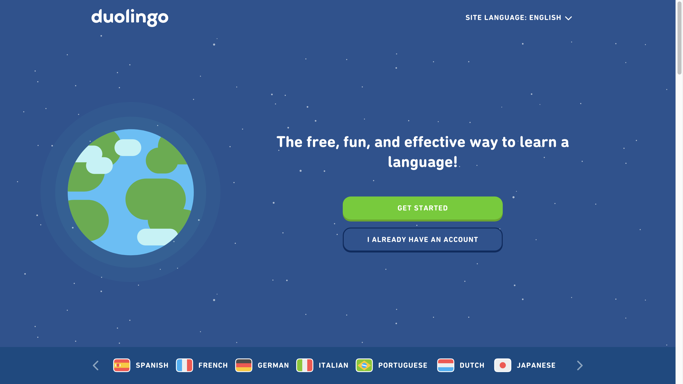 duolingo
SITE LANGUAGE: ENGLISH
The free, fun, and effective way to learn a
language!
GET STARTED
I ALREADY HAVE AN ACCOUNT
SPANISH FRENCH GERMAN ITALIAN PORTUGUESE DUTCH JAPANESE